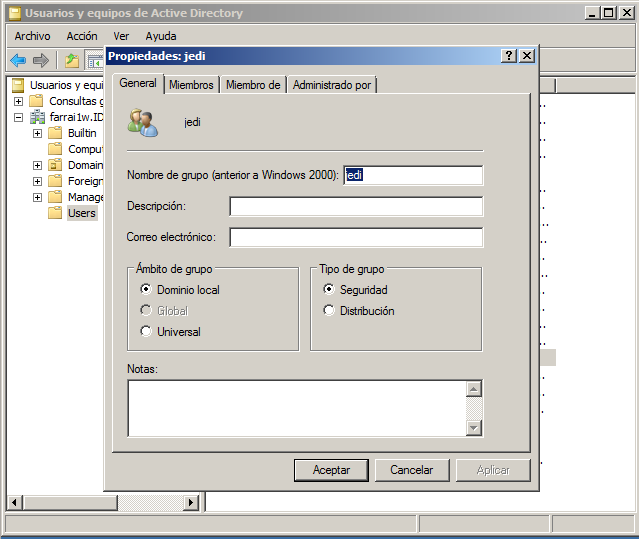 Usuarios y equipos de Active Directory
Archivo Acción Ver Ayuda
Propiedades: jedi
General Miembros Miembro de Administrado por
Usuarios y equi
Consultas g
farrai1w.ID
Builtin
Comput
Domain
Foreign
Manage
Users
jedi
Nombre de grupo (anterior a Windows 2000): jedi
Descripción:
Correo electrónico:
Ámbito de grupo
Dominio local
Global
Universal
Tipo de grupo
Seguridad
Distribución
Notas:
Aceptar Cancelar Aplicar